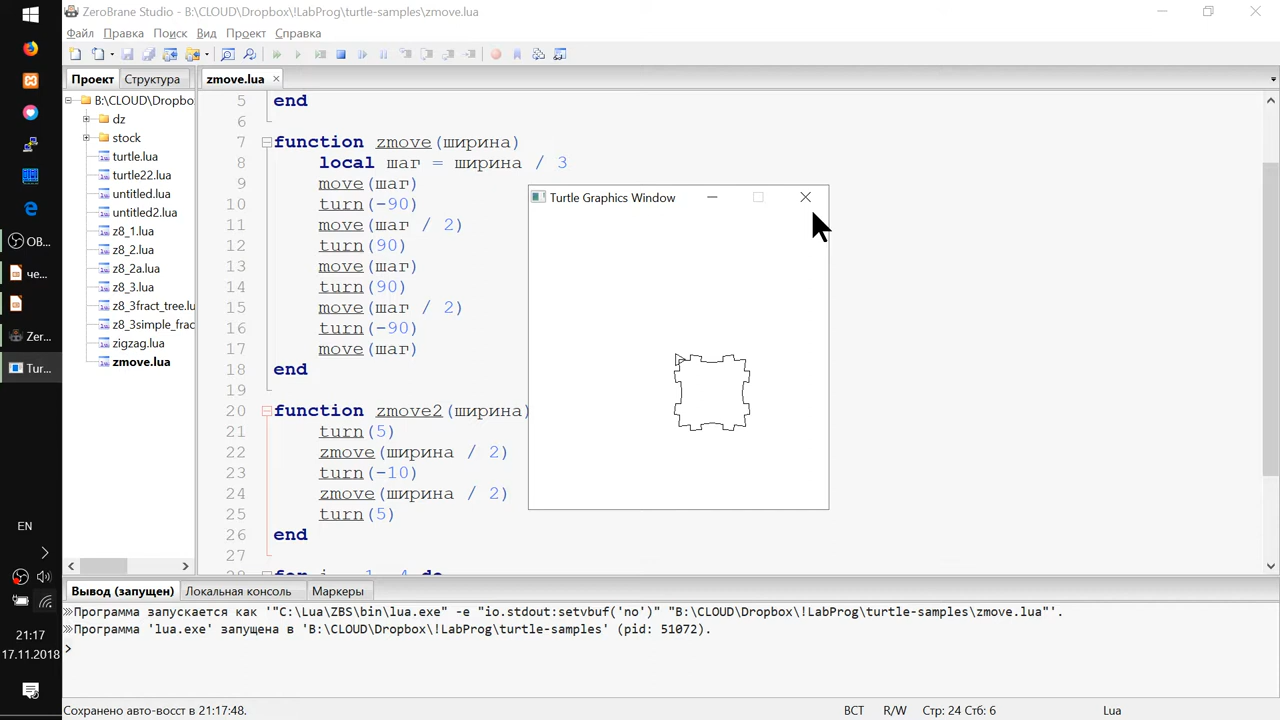 ZeroBrane Studio - B:\CLOUD\Dropbox\!LabProg\turtle-samples\zmove.lua
Файл Правка Поиск Вид Проект Справка
Проект Структура
zmove.lua
B:\CLOUD\Dropbo
dz
stock
turtle.lua
turtle22.lua
untitled.lua
untitled2.lua
z8_1.lua
z8_2.lua
z8_2a.lua
z8_3.lua
z8_3fract_tree.lu
z8_3simple_frac
zigzag.lua
zmove.lua
5 end
6
7 function zmove(ширина)
8 local шаг = ширина / 3
9 move(шаг)
10 turn(-90)
11 move(шаг / 2)
12 turn(90)
13 move(шаг)
14 turn(90)
15 move(шаг / 2)
16 turn(-90)
17 move(шаг)
18 end
19
20 function zmove2(ширина)
21 turn(5)
22 zmove(ширина / 2)
23 turn(-10)
24 zmove(ширина / 2)
25 turn(5)
26 end
27
Turtle Graphics Window
Вывод (запущен) Локальная консоль Маркеры
Программа запускается как '"C:\Lua\ZBS\bin\lua.exe" -e "io.stdout:setvbuf('no')" "B:\CLOUD\Dropbox\!LabProg\turtle-samples\zmove.lua"'.
Программа 'lua.exe' запущена в 'B:\CLOUD\Dropbox\!LabProg\turtle-samples' (pid: 51072).
Сохранено авто-восст в 21:17:48.
ВСТ
R/W
Стр: 24 Стб: 6
Lua
ОВ...
че...
Zer...
Tur...
EN
21:17
17.11.2018